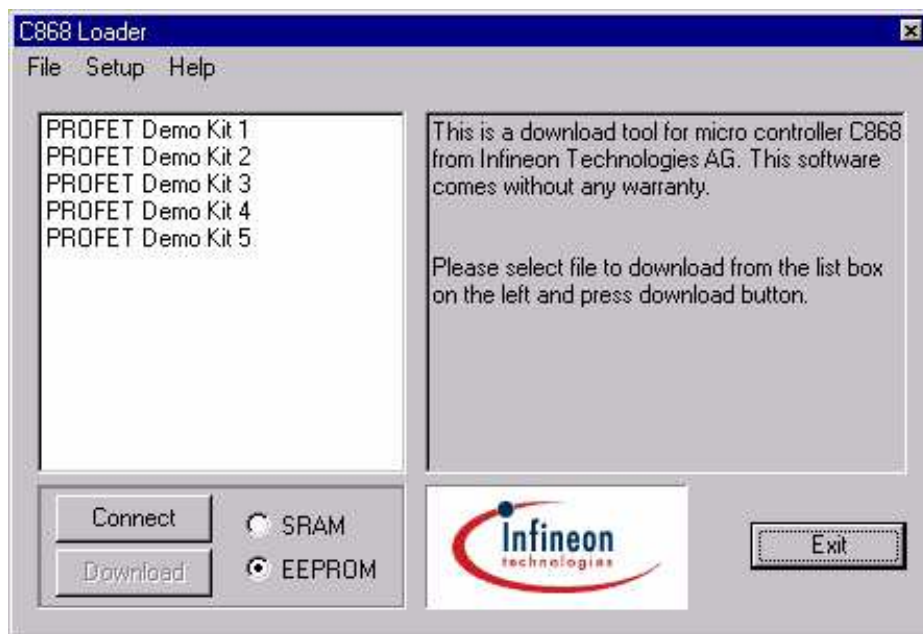 C868 Loader
File Setup Help
PROFET Demo Kit 1
PROFET Demo Kit 2
PROFET Demo Kit 3
PROFET Demo Kit 4
PROFET Demo Kit 5
This is a download tool for micro controller C868
from Infineon Technologies AG. This software
comes without any warranty.
Please select file to download from the list box
on the left and press download button.
Connect
SRAM
Download
EEPROM
Infineon
technologies
Exit